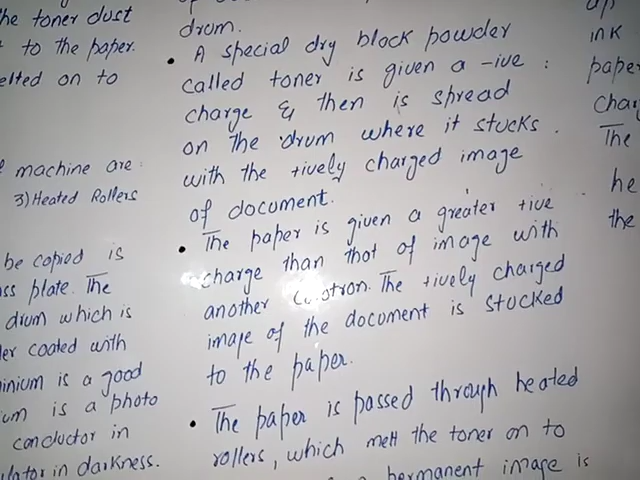 he toner dust
to the paper.
elted on to
machine are:
3) Heated Rollers
be copied is
ss plate. The
drum which is
er coated with
inium is a good
um is a photo
conductor in
lator in darkness.
drum.
• A special dry block powder
called toner is given a -ive :
charge & then is spread
on the drum where it stucks.
with the +ively charged image
of document.
• The paper is given a greater +ive
charge than that of image with
another The +ively charged
image of the document is stucked
to the paper.
• The paper is passed through heated
rollers, which melt the toner on to
permanent image is
ink
paper
char
The
he
the